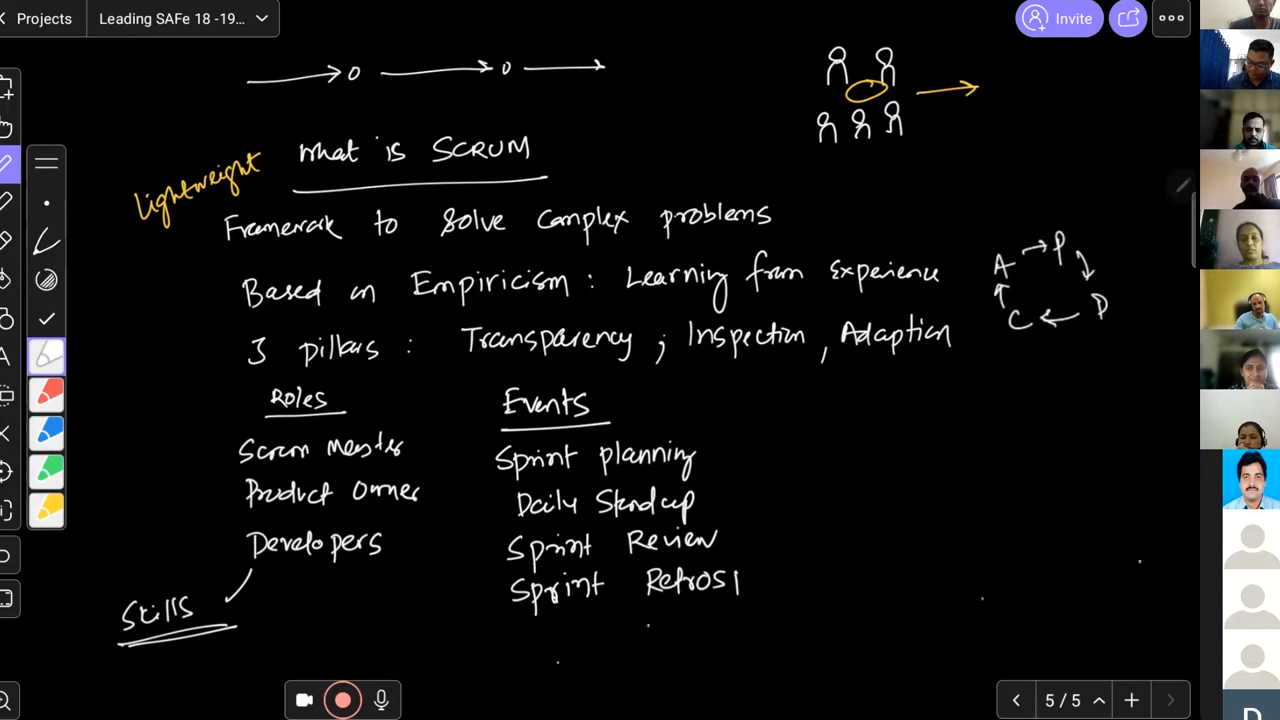 Projects
Leading SAFe 18 -19...
Invite
What is SCRUM
Lightweight
Framework to solve complex problems
Based on Empiricism : Learning from Experience
A P
C D
3 pillars : Transparency ; Inspection , Adaption
Roles
Scrum Master
Product Owner
Developers
Skills
Events
Sprint planning
Daily Standup
Sprint Review
Sprint Retros
5 / 5
D